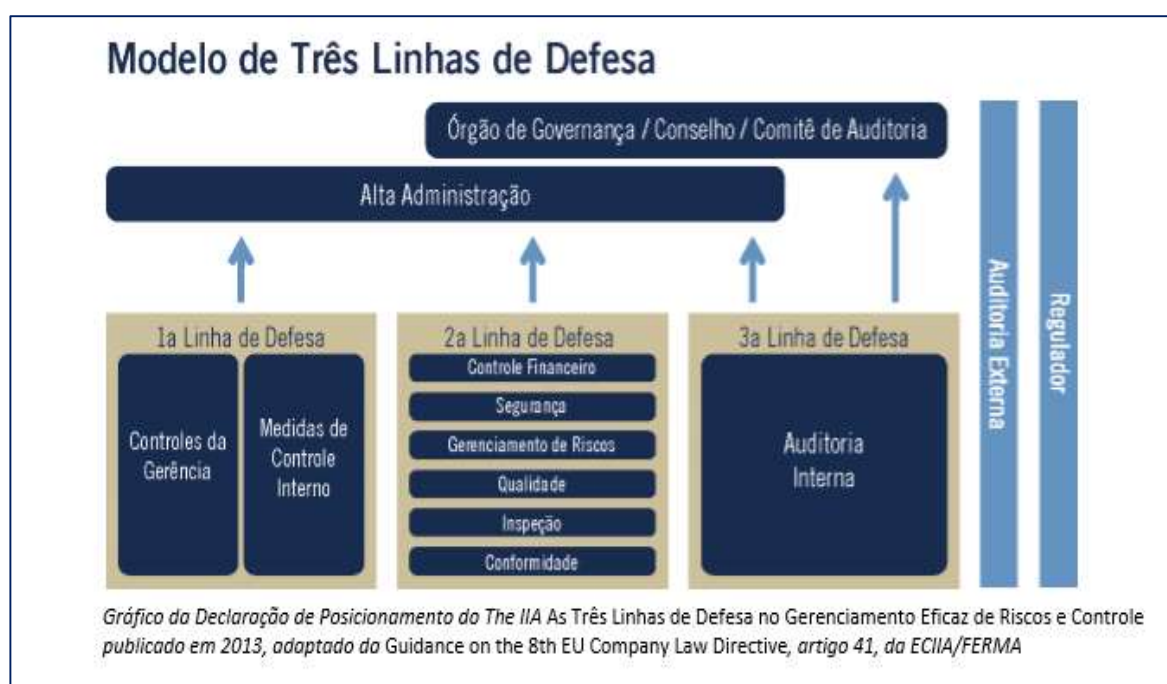 Modelo de Três Linhas de Defesa
Órgão de Governança / Conselho / Comitê de Auditoria
Alta Administração
1a Linha de Defesa
Controles da
Gerência
Medidas de
Controle
Interno
2a Linha de Defesa
Controle Financeiro
Segurança
Gerenciamento de Riscos
Qualidade
Inspeção
Conformidade
3a Linha de Defesa
Auditoria
Interna
Auditoria Externa
Regulador
Gráfico da Declaração de Posicionamento do The IIA As Três Linhas de Defesa no Gerenciamento Eficaz de Riscos e Controle
publicado em 2013, adaptado da Guidance on the 8th EU Company Law Directive, artigo 41, da ECIIA/FERMA